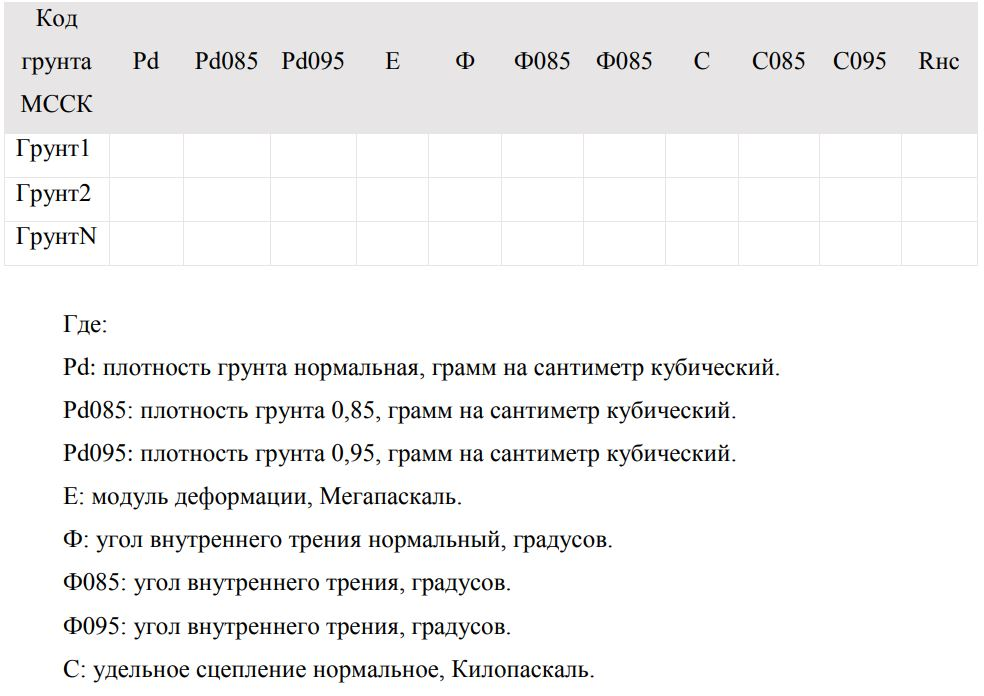 Код
грунта
МССК
Pd Pd085 Pd095 E Ф Ф085 Ф085 С С085 С095 Rнс
Грунт1
Грунт2
ГрунтN
Где:
Pd: плотность грунта нормальная, грамм на сантиметр кубический.
Pd085: плотность грунта 0,85, грамм на сантиметр кубический.
Pd095: плотность грунта 0,95, грамм на сантиметр кубический.
E: модуль деформации, Мегапаскаль.
Ф: угол внутреннего трения нормальный, градусов.
Ф085: угол внутреннего трения, градусов.
Ф095: угол внутреннего трения, градусов.
С: удельное сцепление нормальное, Килопаскаль.